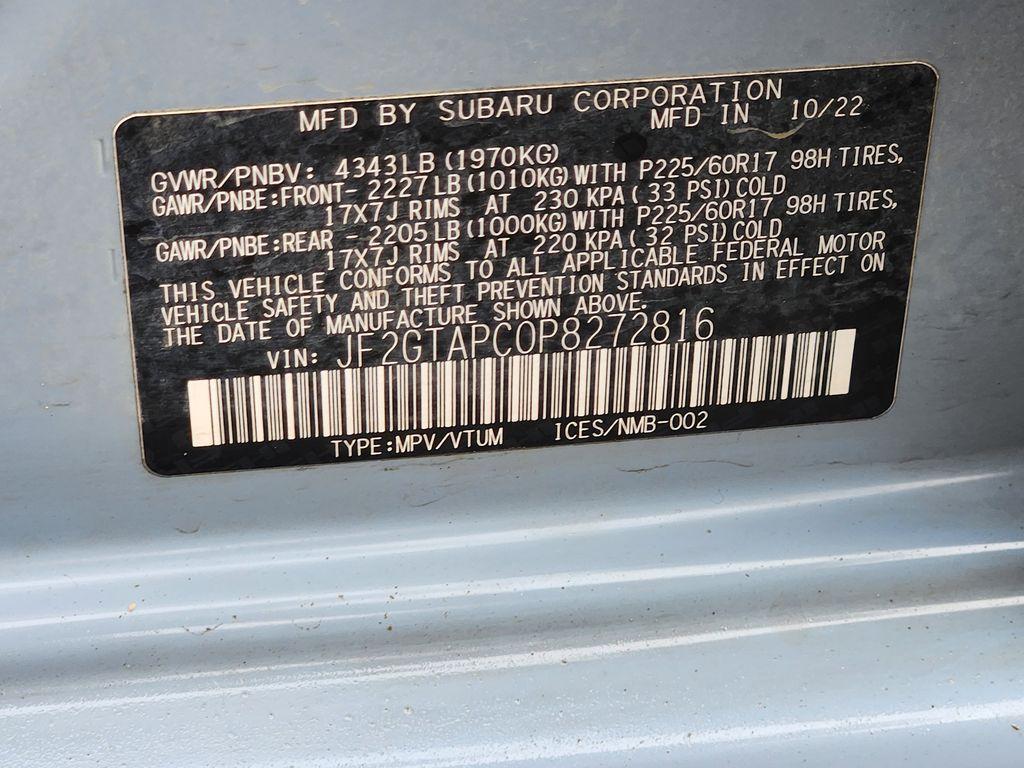 MFD BY SUBARU CORPORATION
MFD IN 10/22
GVWR/PNBV: 4343LB (1970KG)
GAWR/PNBE:FRONT- 2227LB(1010KG)WITH P225/60R17 98H TIRES,
17X7J RIMS AT 230 KPA(33 PSI)COLD
GAWR/PNBE:REAR - 2205LB(1000KG)WITH P225/60R17 98H TIRES,
17X7J RIMS AT 220 KPA(32 PSI)COLD
THIS VEHICLE CONFORMS TO ALL APPLICABLE FEDERAL MOTOR
VEHICLE SAFETY AND THEFT PREVENTION STANDARDS IN EFFECT ON
THE DATE OF MANUFACTURE SHOWN ABOVE.
VIN: JF2GTAPC0P8272816
TYPE:MPV/VTUM ICES/NMB-002